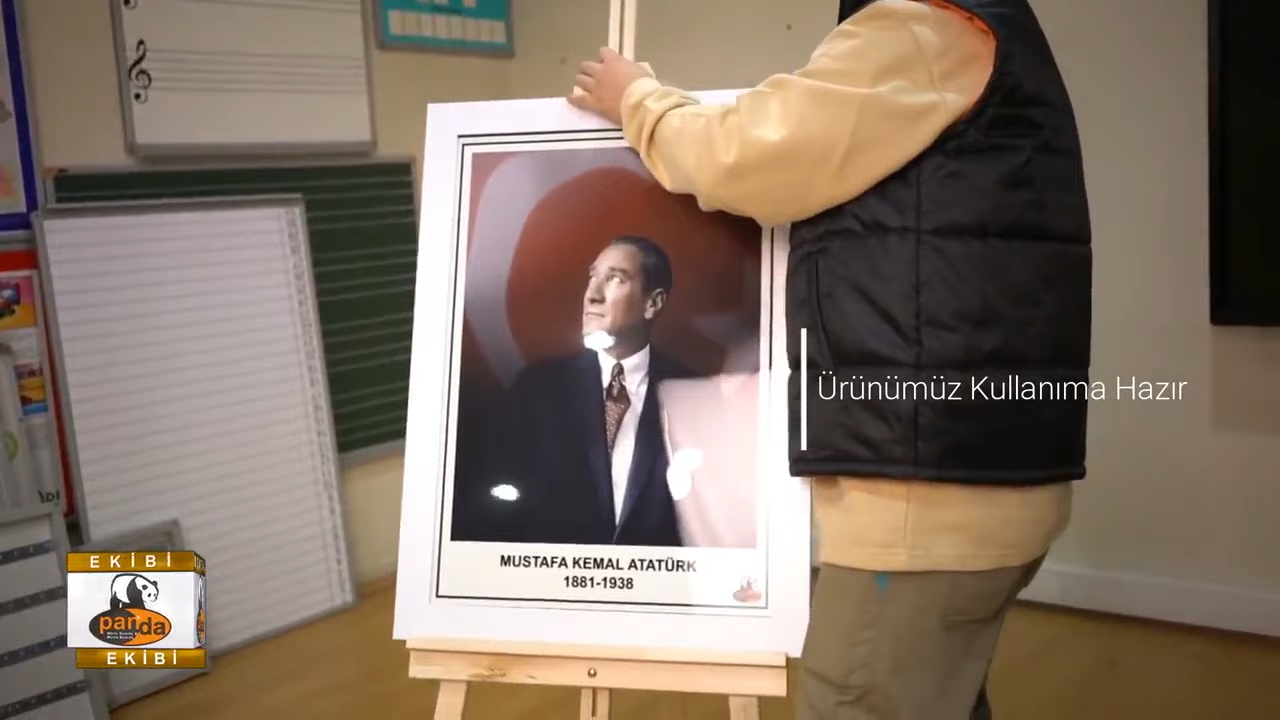 Ürünümüz Kullanıma Hazır
MUSTAFA KEMAL ATATÜRK
1881-1938
EKİBİ
panda
EKİBİ